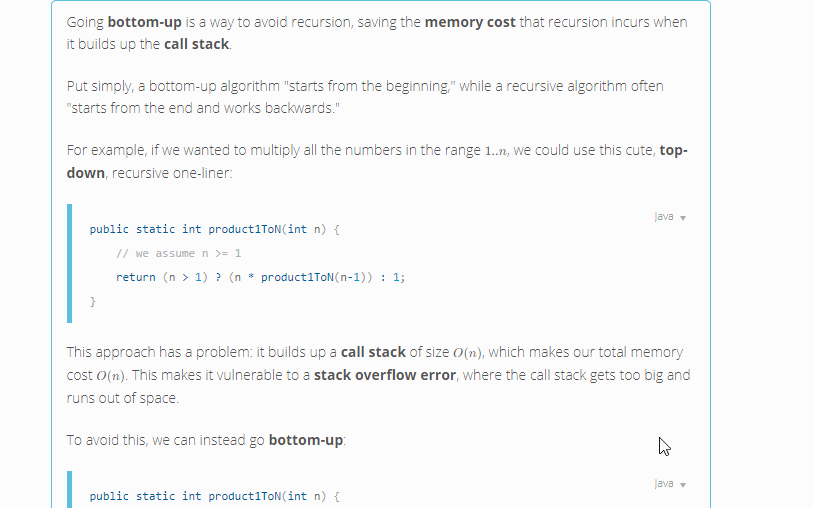 Going bottom-up is a way to avoid recursion, saving the memory cost that recursion incurs when
it builds up the call stack.
Put simply, a bottom-up algorithm "starts from the beginning," while a recursive algorithm often
"starts from the end and works backwards."
For example, if we wanted to multiply all the numbers in the range 1..n, we could use this cute, top-
down, recursive one-liner:
Java ▼
public static int product1ToN(int n) {
// we assume n >= 1
return (n > 1) ? (n * product1ToN(n-1)) : 1;
}
This approach has a problem: it builds up a call stack of size O(n), which makes our total memory
cost O(n). This makes it vulnerable to a stack overflow error, where the call stack gets too big and
runs out of space.
To avoid this, we can instead go bottom-up:
Java ▼
public static int product1ToN(int n) {